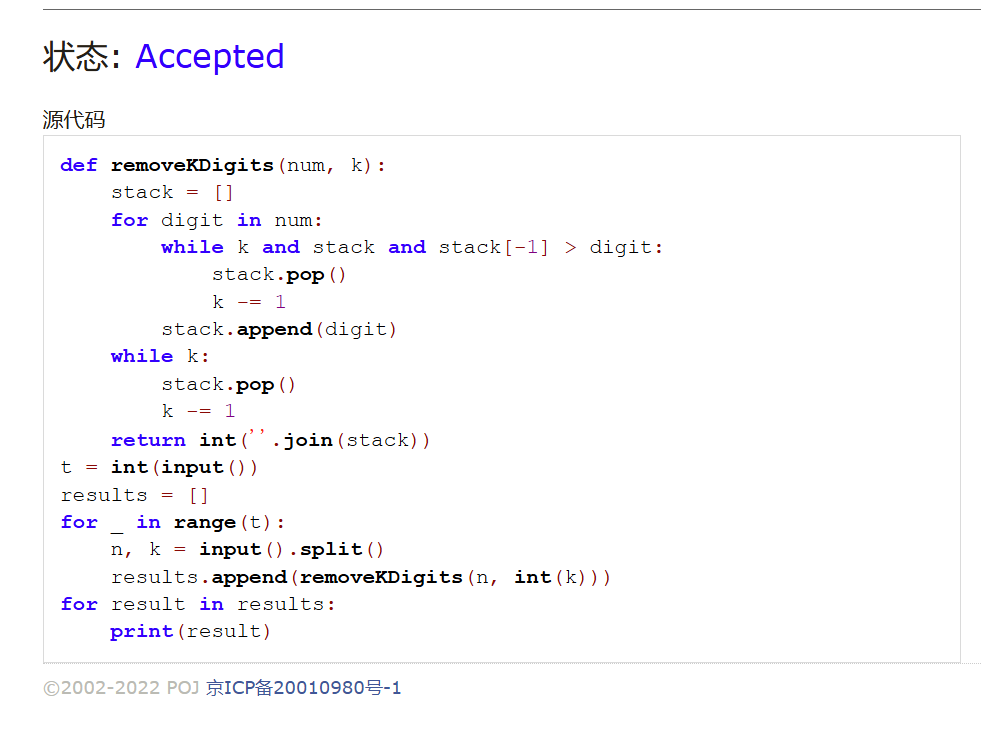 状态: Accepted
源代码
def removeKDigits(num, k):
    stack = []
    for digit in num:
        while k and stack and stack[-1] > digit:
            stack.pop()
            k -= 1
        stack.append(digit)
    while k:
        stack.pop()
        k -= 1
    return int(''.join(stack))
t = int(input())
results = []
for _ in range(t):
    n, k = input().split()
    results.append(removeKDigits(n, int(k)))
for result in results:
    print(result)
©2002-2022 POJ 京ICP备20010980号-1